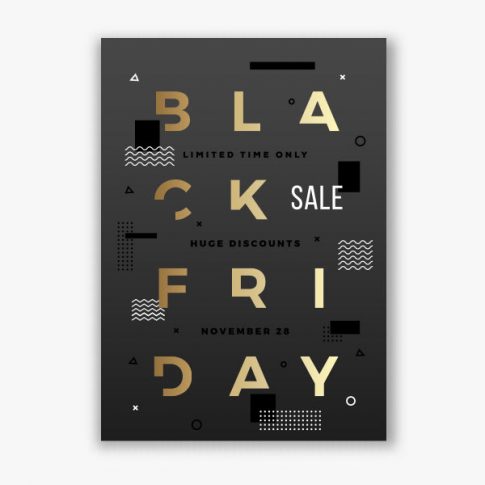 BLA
LIMITED TIME ONLY
CK SALE
HUGE DISCOUNTS
FRI
NOVEMBER 28
DAY